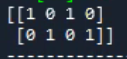 [[1 0 1 0]
 [0 1 0 1]]
------------